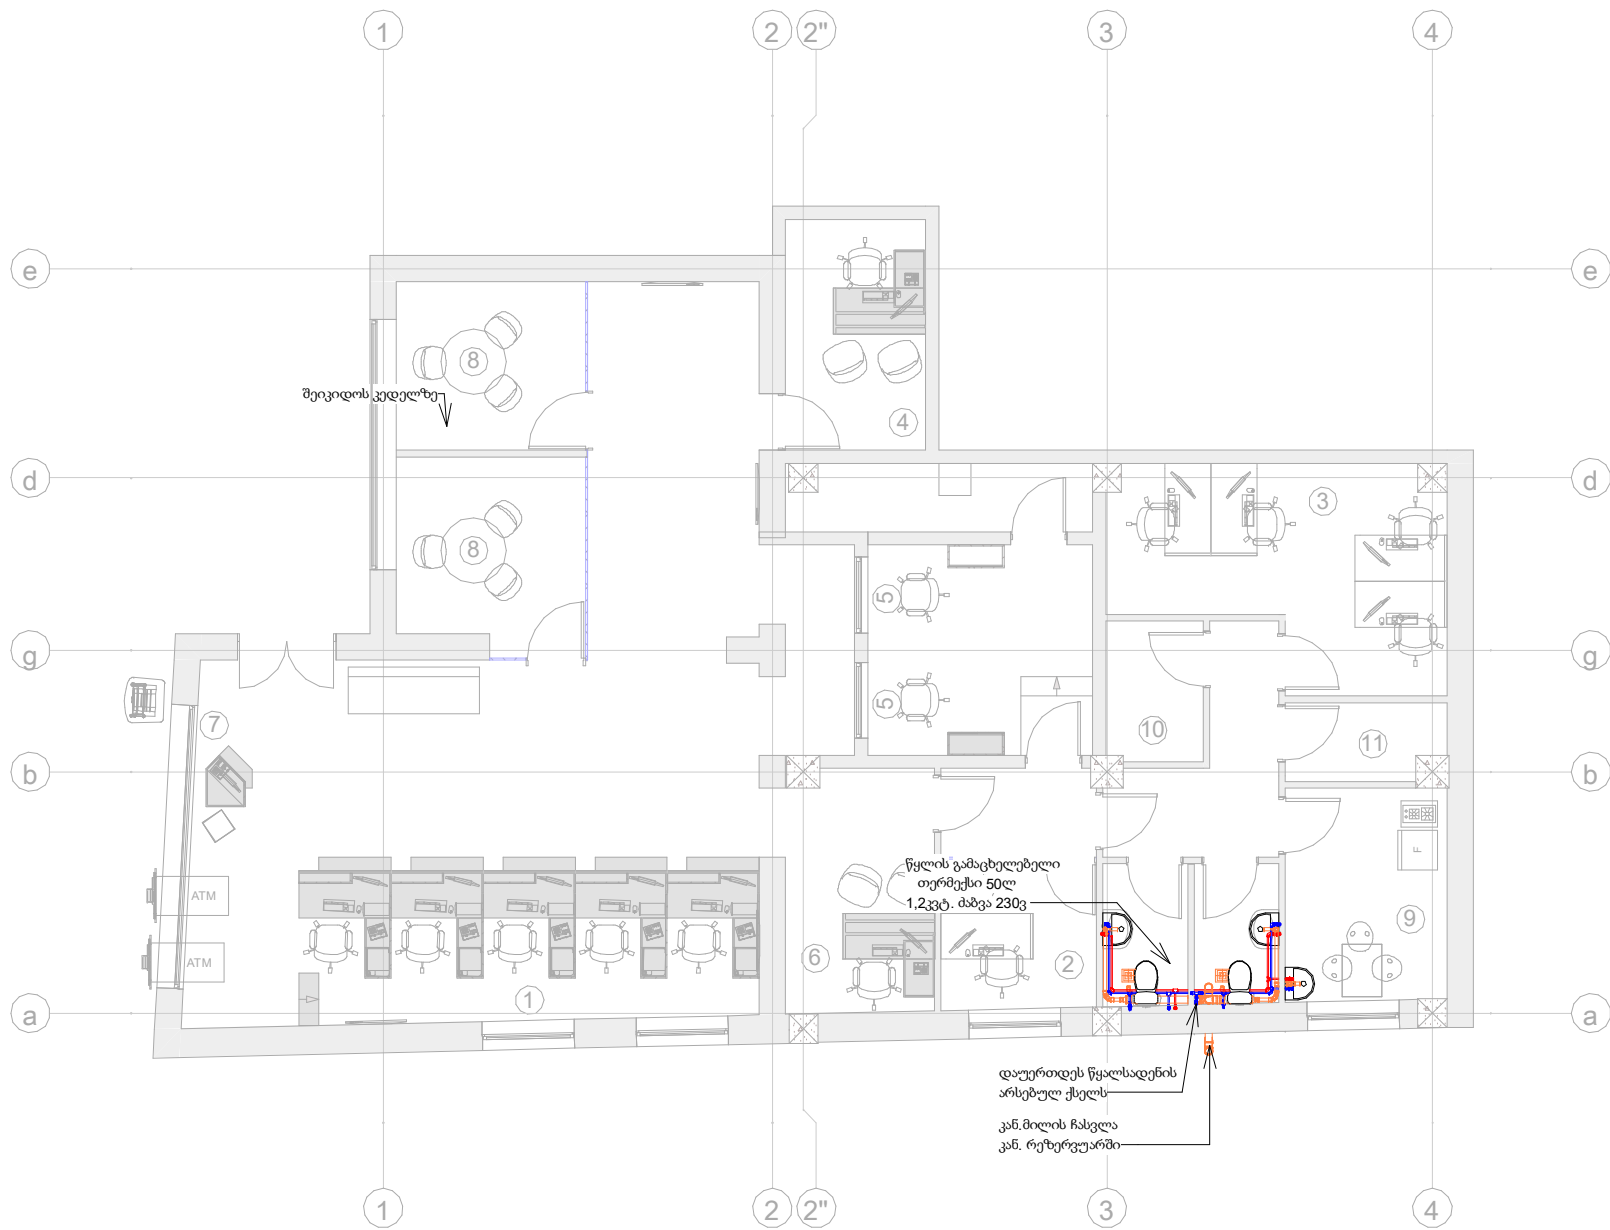 1
2
2"
3
4
e
e
8
შეიკიდოს კედელზე
4
d
d
3
8
5
g
g
5
7
10
11
b
b
წყლის გამაცხელებელი
თერმექსი 50ლ
1,2კვტ. ძაბვა 230ვ
F
ATM
9
ATM
6
2
1
a
a
დაუერთდეს წყალსადენის
არსებულ ქსელს
კან.მილის ჩასვლა
კან. რეზერვუარში
1
2
2"
3
4